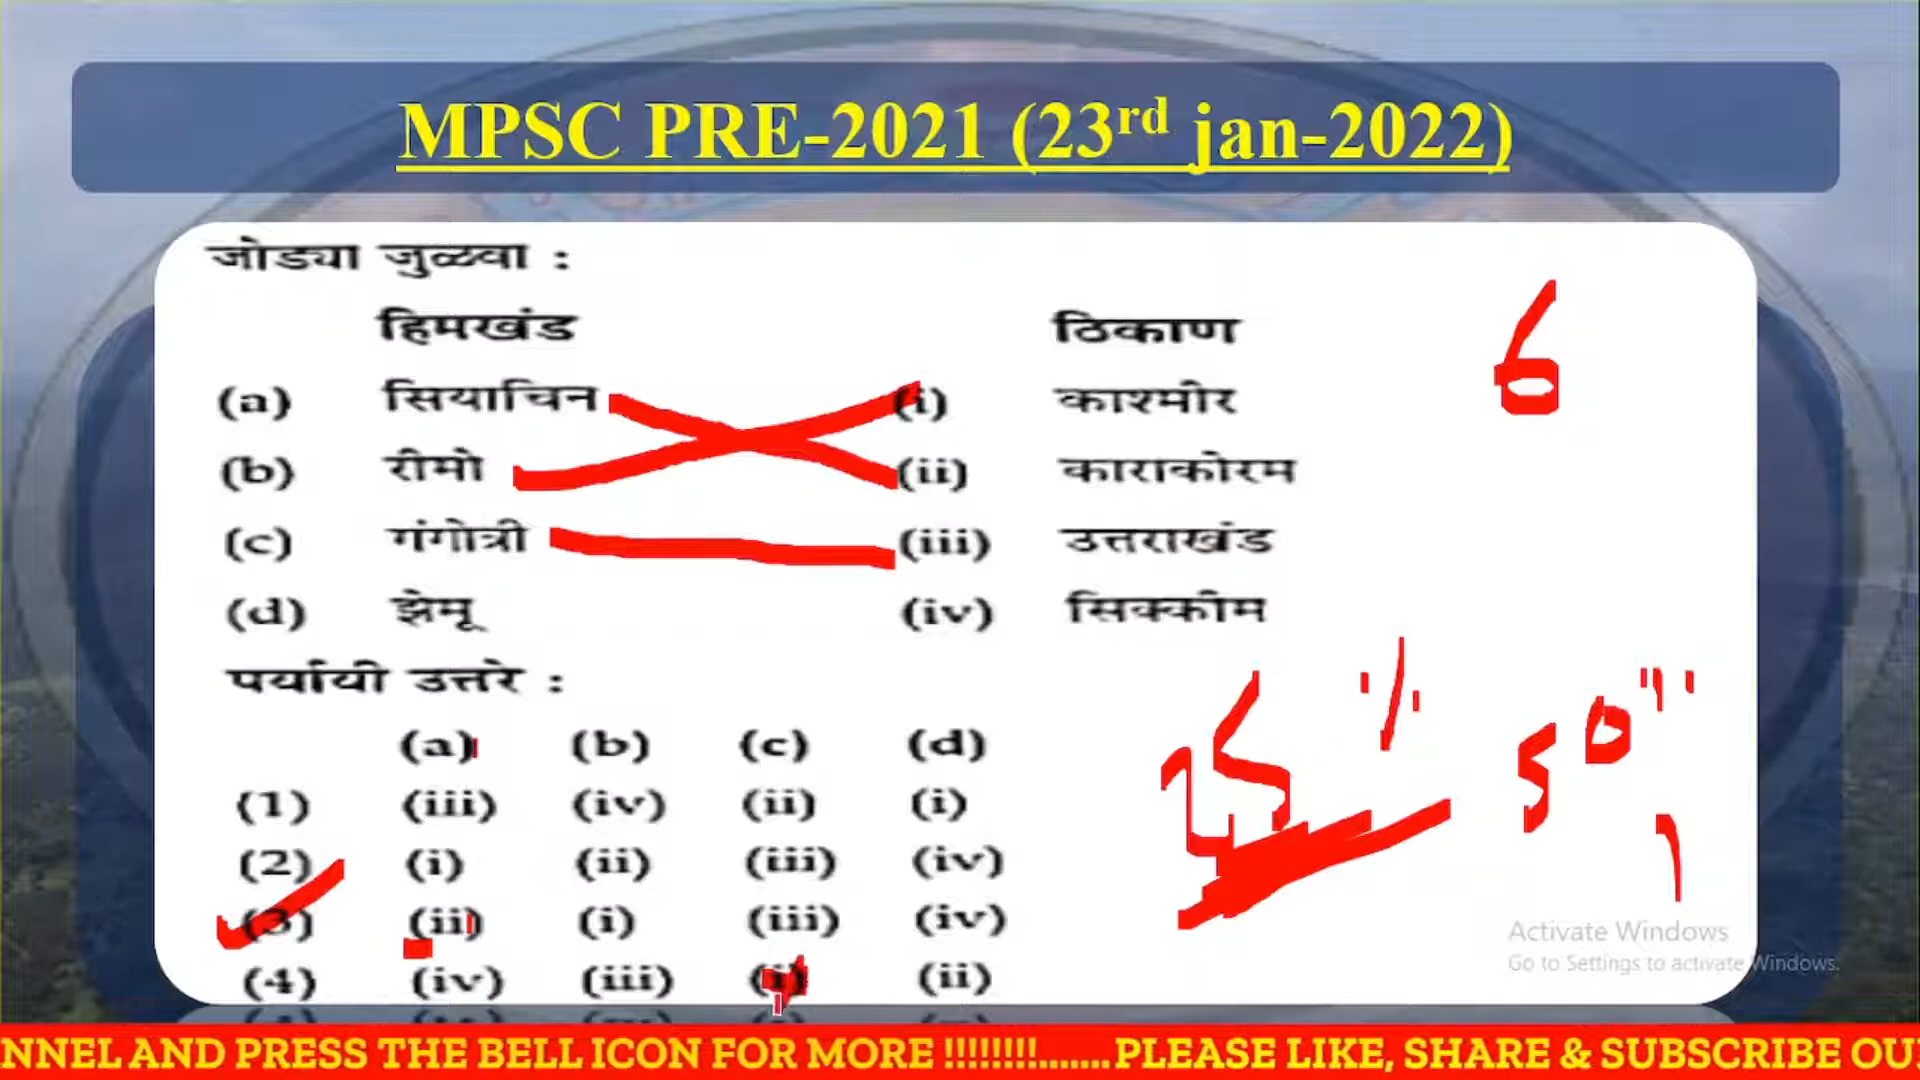 MPSC PRE-2021 (23rd jan-2022)
जोड्या जुळवा :
हिमखंड ठिकाण
(a) सियाचिन (i) काश्मीर
(b) रीमो (ii) काराकोरम
(c) गंगोत्री (iii) उत्तराखंड
(d) झेमू (iv) सिक्कीम
6
पर्यायी उत्तरे :
(a) (b) (c) (d)
(1) (iii) (iv) (ii) (i)
(2) (i) (ii) (iii) (iv)
(3) (ii) (i) (iii) (iv)
(4) (iv) (iii) (i) (ii)
25 % 50
Activate Windows
Go to Settings to activate Windows.
NNEL AND PRESS THE BELL ICON FOR MORE !!!!!!!!.......PLEASE LIKE, SHARE & SUBSCRIBE OU